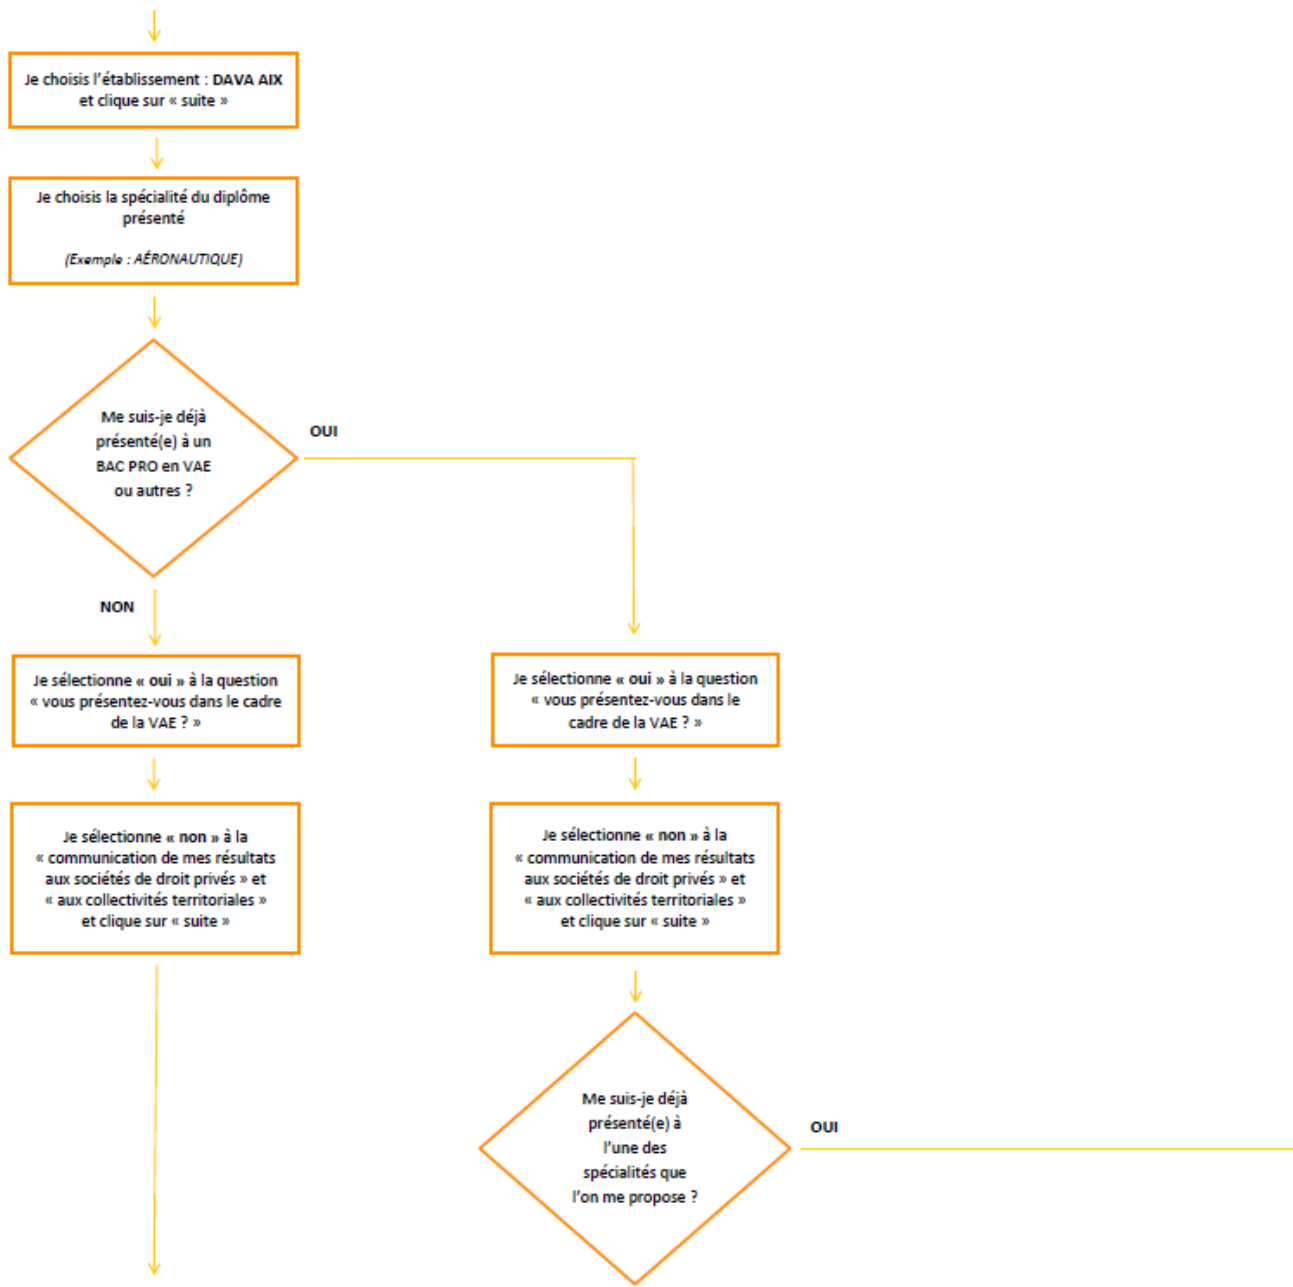 Je choisis l'établissement : DAVA AIX
et clique sur « suite »
Je choisis la spécialité du diplôme
présenté
(Exemple : AÉRONAUTIQUE)
Me suis-je déjà
présenté(e) à un
BAC PRO en VAE
ou autres ?
OUI
NON
Je sélectionne « oui » à la question
« vous présentez-vous dans le cadre
de la VAE ? »
Je sélectionne « oui » à la question
« vous présentez-vous dans le
cadre de la VAE ? »
Je sélectionne « non » à la
« communication de mes résultats
aux sociétés de droit privés » et
« aux collectivités territoriales »
et clique sur « suite »
Je sélectionne « non » à la
« communication de mes résultats
aux sociétés de droit privés » et
« aux collectivités territoriales »
et clique sur « suite »
Me suis-je déjà
présenté(e) à
l'une des
spécialités que
l'on me propose ?
OUI